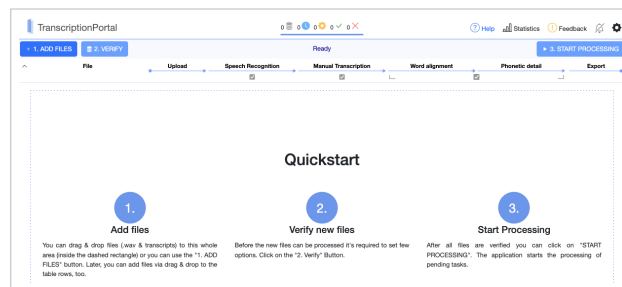 TranscriptionPortal 0 0 0 0 0 Help Statistics Feedback
+ 1. ADD FILES 2. VERIFY Ready 3. START PROCESSING
File Upload Speech Recognition Manual Transcription Word alignment Phonetic detail Export
Quickstart
1. 2. 3.
Add files Verify new files Start Processing
You can drag & drop files (.wav & transcripts) to this whole
area (inside the dashed rectangle) or you can use the "1. ADD
FILES" button. Later, you can add files via drag & drop to the
table rows, too.
Before the new files can be processed it's required to set few
options. Click on the "2. Verify" Button.
After all files are verified you can click on "START
PROCESSING". The application starts the processing of
pending tasks.